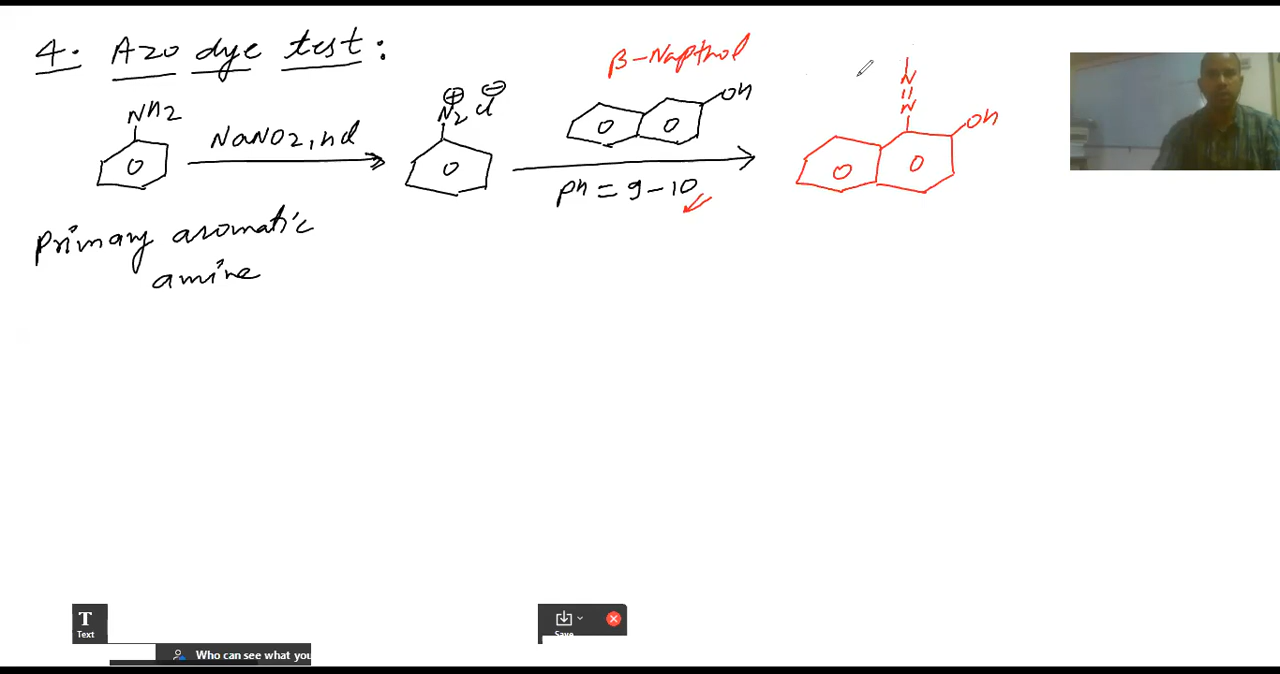 4. Azo dye test:
β-Napthol
NH2
NaNO2, HCl
N2 Cl
⊕ ⊖
OH
PH = 9-10
N
N
OH
Primary aromatic
amine
T
Text
Save
Who can see what you